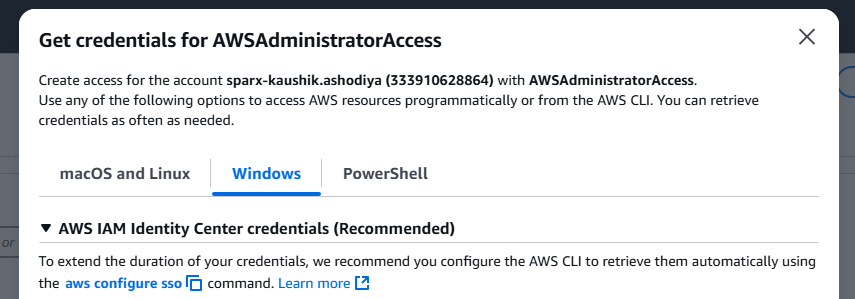 Get credentials for AWSAdministratorAccess
Create access for the account sparx-kaushik.ashodiya (333910628864) with AWSAdministratorAccess.
Use any of the following options to access AWS resources programmatically or from the AWS CLI. You can retrieve
credentials as often as needed.
macOS and Linux
Windows
PowerShell
AWS IAM Identity Center credentials (Recommended)
or
To extend the duration of your credentials, we recommend you configure the AWS CLI to retrieve them automatically using
the aws configure sso command. Learn more